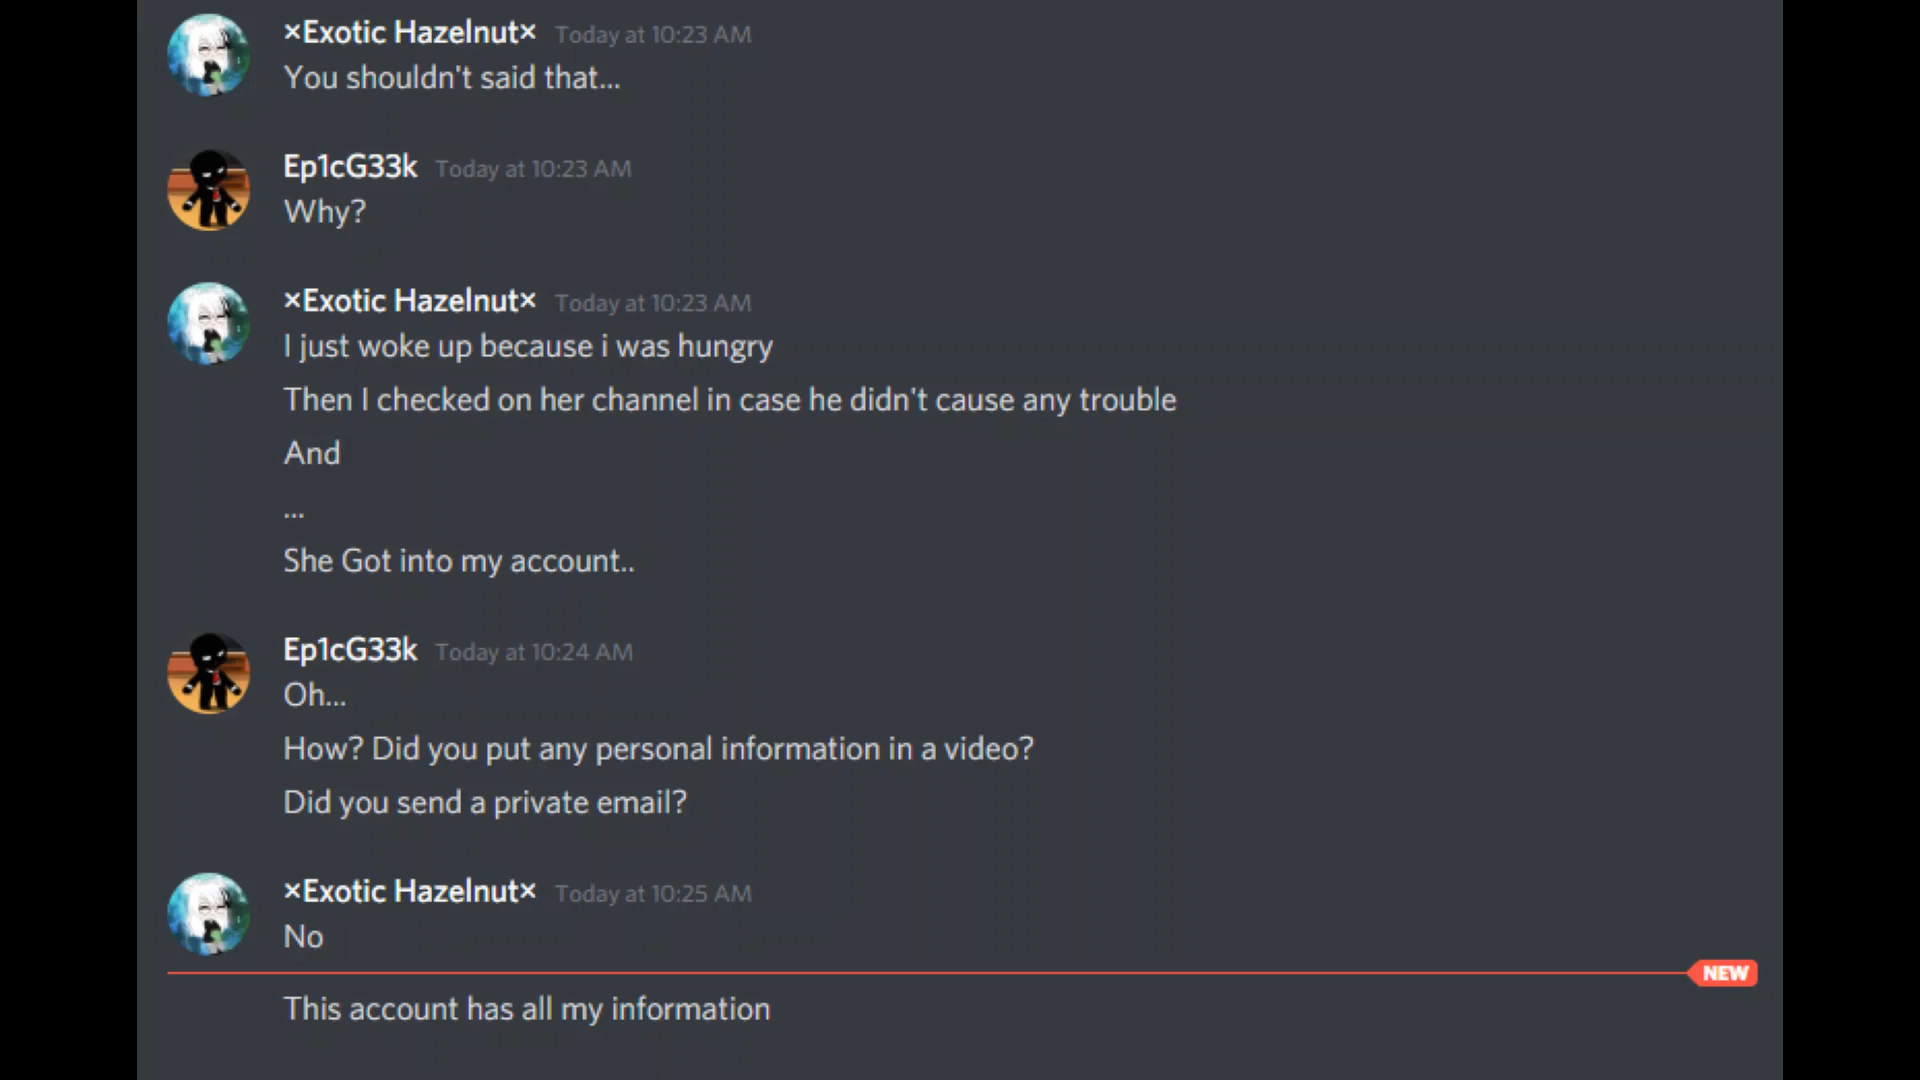 ×Exotic Hazelnut× Today at 10:23 AM
You shouldn't said that...
Ep1cG33k Today at 10:23 AM
Why?
×Exotic Hazelnut× Today at 10:23 AM
I just woke up because i was hungry
Then I checked on her channel in case he didn't cause any trouble
And
...
She Got into my account..
Ep1cG33k Today at 10:24 AM
Oh...
How? Did you put any personal information in a video?
Did you send a private email?
×Exotic Hazelnut× Today at 10:25 AM
No
NEW
This account has all my information